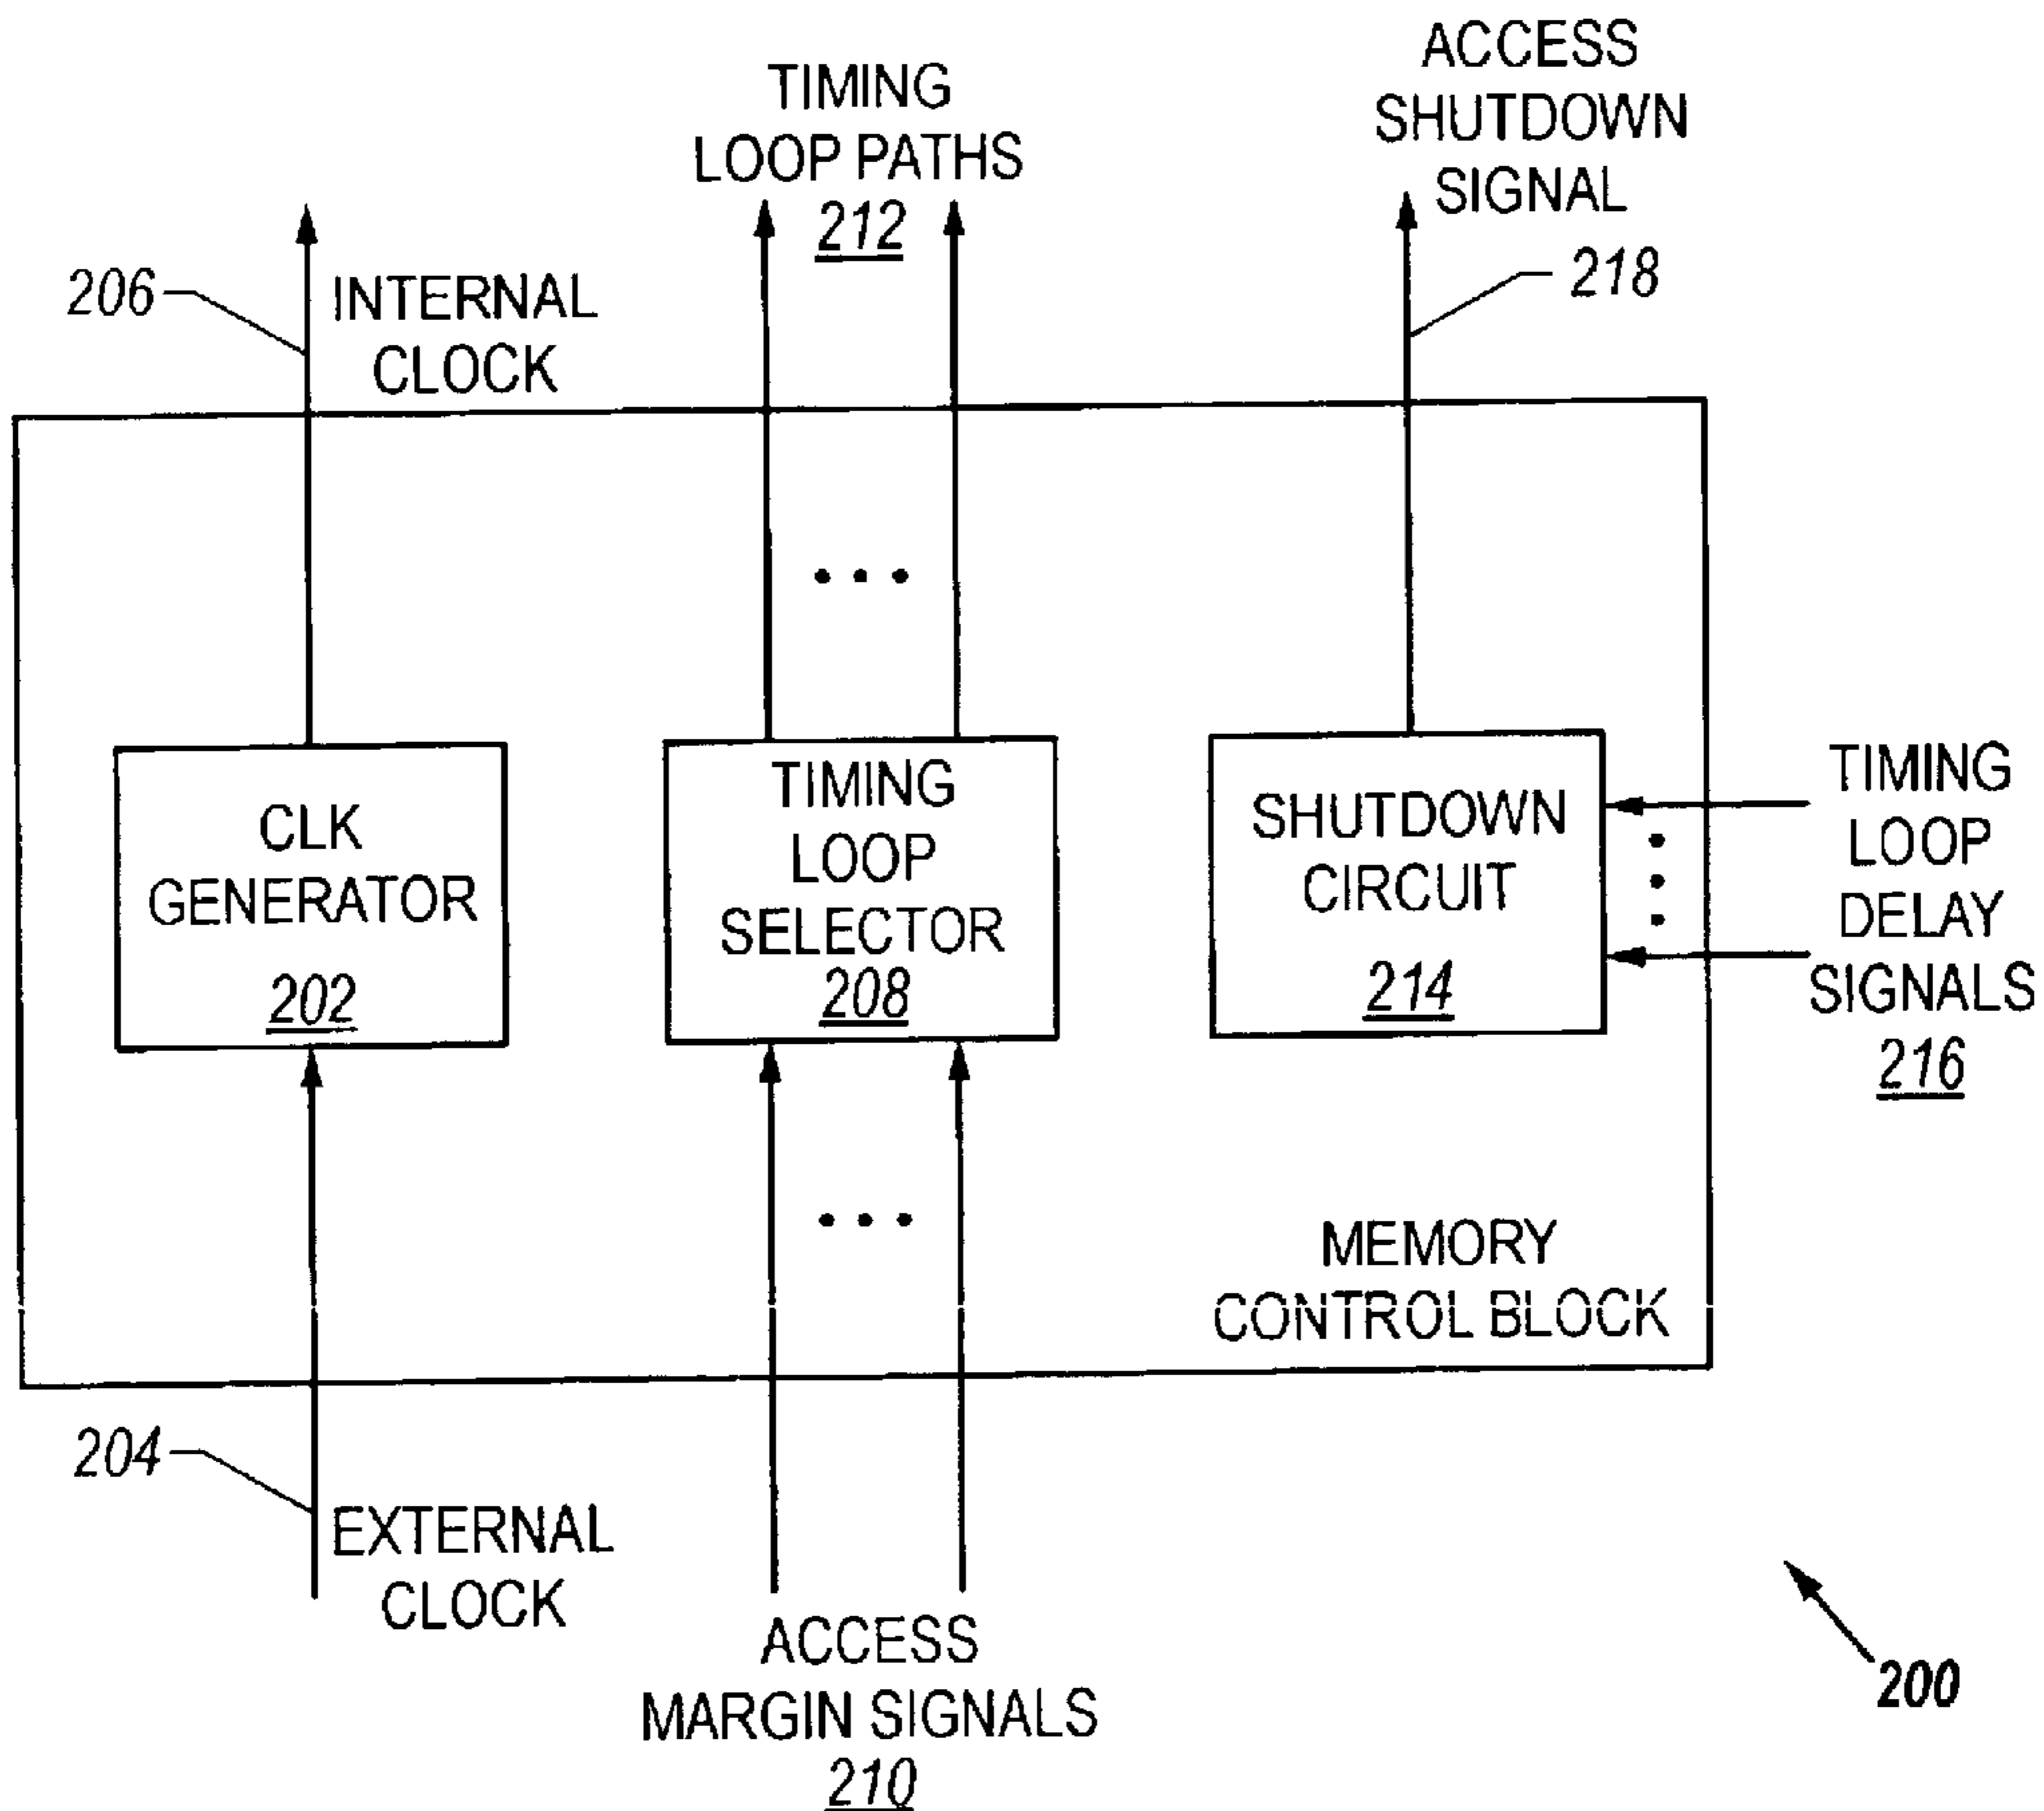 ACCESS
SHUTDOWN
SIGNAL
218
TIMING
LOOP PATHS
212
206
INTERNAL
CLOCK
CLK
GENERATOR
202
TIMING
LOOP
SELECTOR
208
SHUTDOWN
CIRCUIT
214
TIMING
LOOP
DELAY
SIGNALS
216
MEMORY
CONTROL BLOCK
204
EXTERNAL
CLOCK
ACCESS
MARGIN SIGNALS
210
200